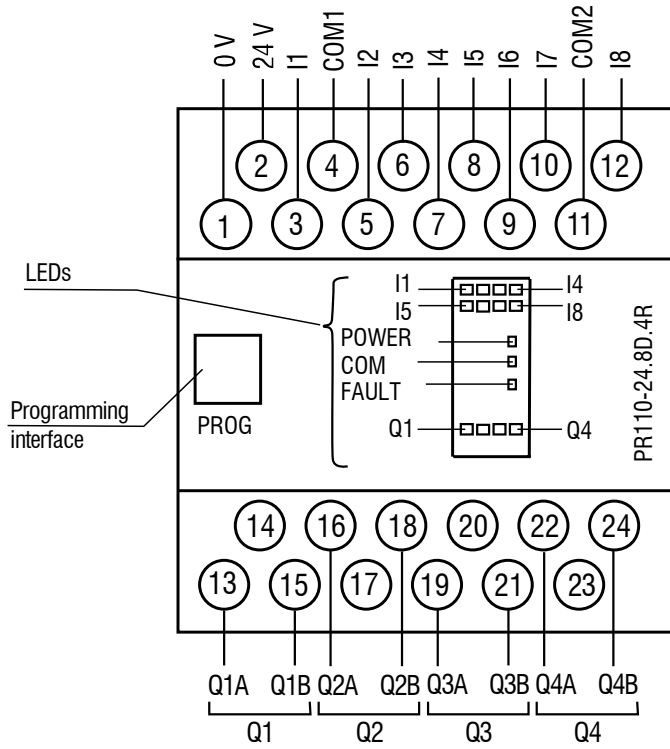 0 V 24 V I1 COM1 I2 I3 I4 I5 I6 I7 COM2 I8
2 4 6 8 10 12
1 3 5 7 9 11
LEDs
I1 I4
I5 I8
POWER
COM
FAULT
Programming
interface
PROG
Q1 Q4
PR110-24.8D.4R
14 16 18 20 22 24
13 15 17 19 21 23
Q1A Q1B Q2A Q2B Q3A Q3B Q4A Q4B
Q1 Q2 Q3 Q4